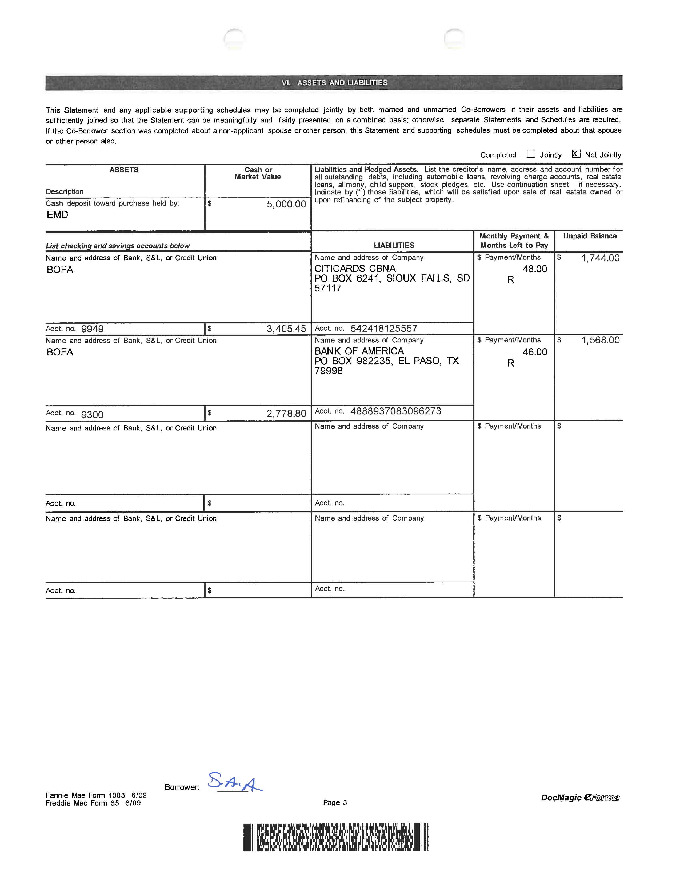 VI. ASSETS AND LIABILITIES
This Statement and any applicable supporting schedules may be completed jointly by both married and unmarried Co-Borrowers if their assets and liabilities are
sufficiently joined so that the Statement can be meaningfully and fairly presented on a combined basis; otherwise, separate Statements and Schedules are required.
If the Co-Borrower section was completed about a non-applicant spouse or other person, this Statement and supporting schedules must be completed about that spouse
or other person also.
Completed Jointly X Not Jointly
ASSETS
Cash or
Market Value
Description
Cash deposit toward purchase held by:
$ 5,000.00
EMD
Liabilities and Pledged Assets. List the creditor's name, address and account number for
all outstanding debts, including automobile loans, revolving charge accounts, real estate
loans, alimony, child support, stock pledges, etc. Use continuation sheet, if necessary.
Indicate by (*) those liabilities, which will be satisfied upon sale of real estate owned or
upon refinancing of the subject property.
List checking and savings accounts below
LIABILITIES
Monthly Payment &
Months Left to Pay
Unpaid Balance
Name and address of Bank, S&L, or Credit Union
BOFA
Name and address of Company
CITICARDS CBNA
PO BOX 6241, SIOUX FALLS, SD
57117
$ Payment/Months
48.00
R
$ 1,744.00
Acct. no. 9949
$ 3,405.45
Acct. no. 542418125557
Name and address of Bank, S&L, or Credit Union
BOFA
Name and address of Company
BANK OF AMERICA
PO BOX 982235, EL PASO, TX
79998
$ Payment/Months
46.00
R
$ 1,568.00
Acct. no. 9300
$ 2,778.80
Acct. no. 4888937083096273
Name and address of Bank, S&L, or Credit Union
Name and address of Company
$ Payment/Months
$
Acct. no.
$
Acct. no.
Name and address of Bank, S&L, or Credit Union
Name and address of Company
$ Payment/Months
$
Acct. no.
$
Acct. no.
Borrower: S.A.A
Fannie Mae Form 1003 6/09
Freddie Mac Form 65 6/09
Page 3
DocMagic